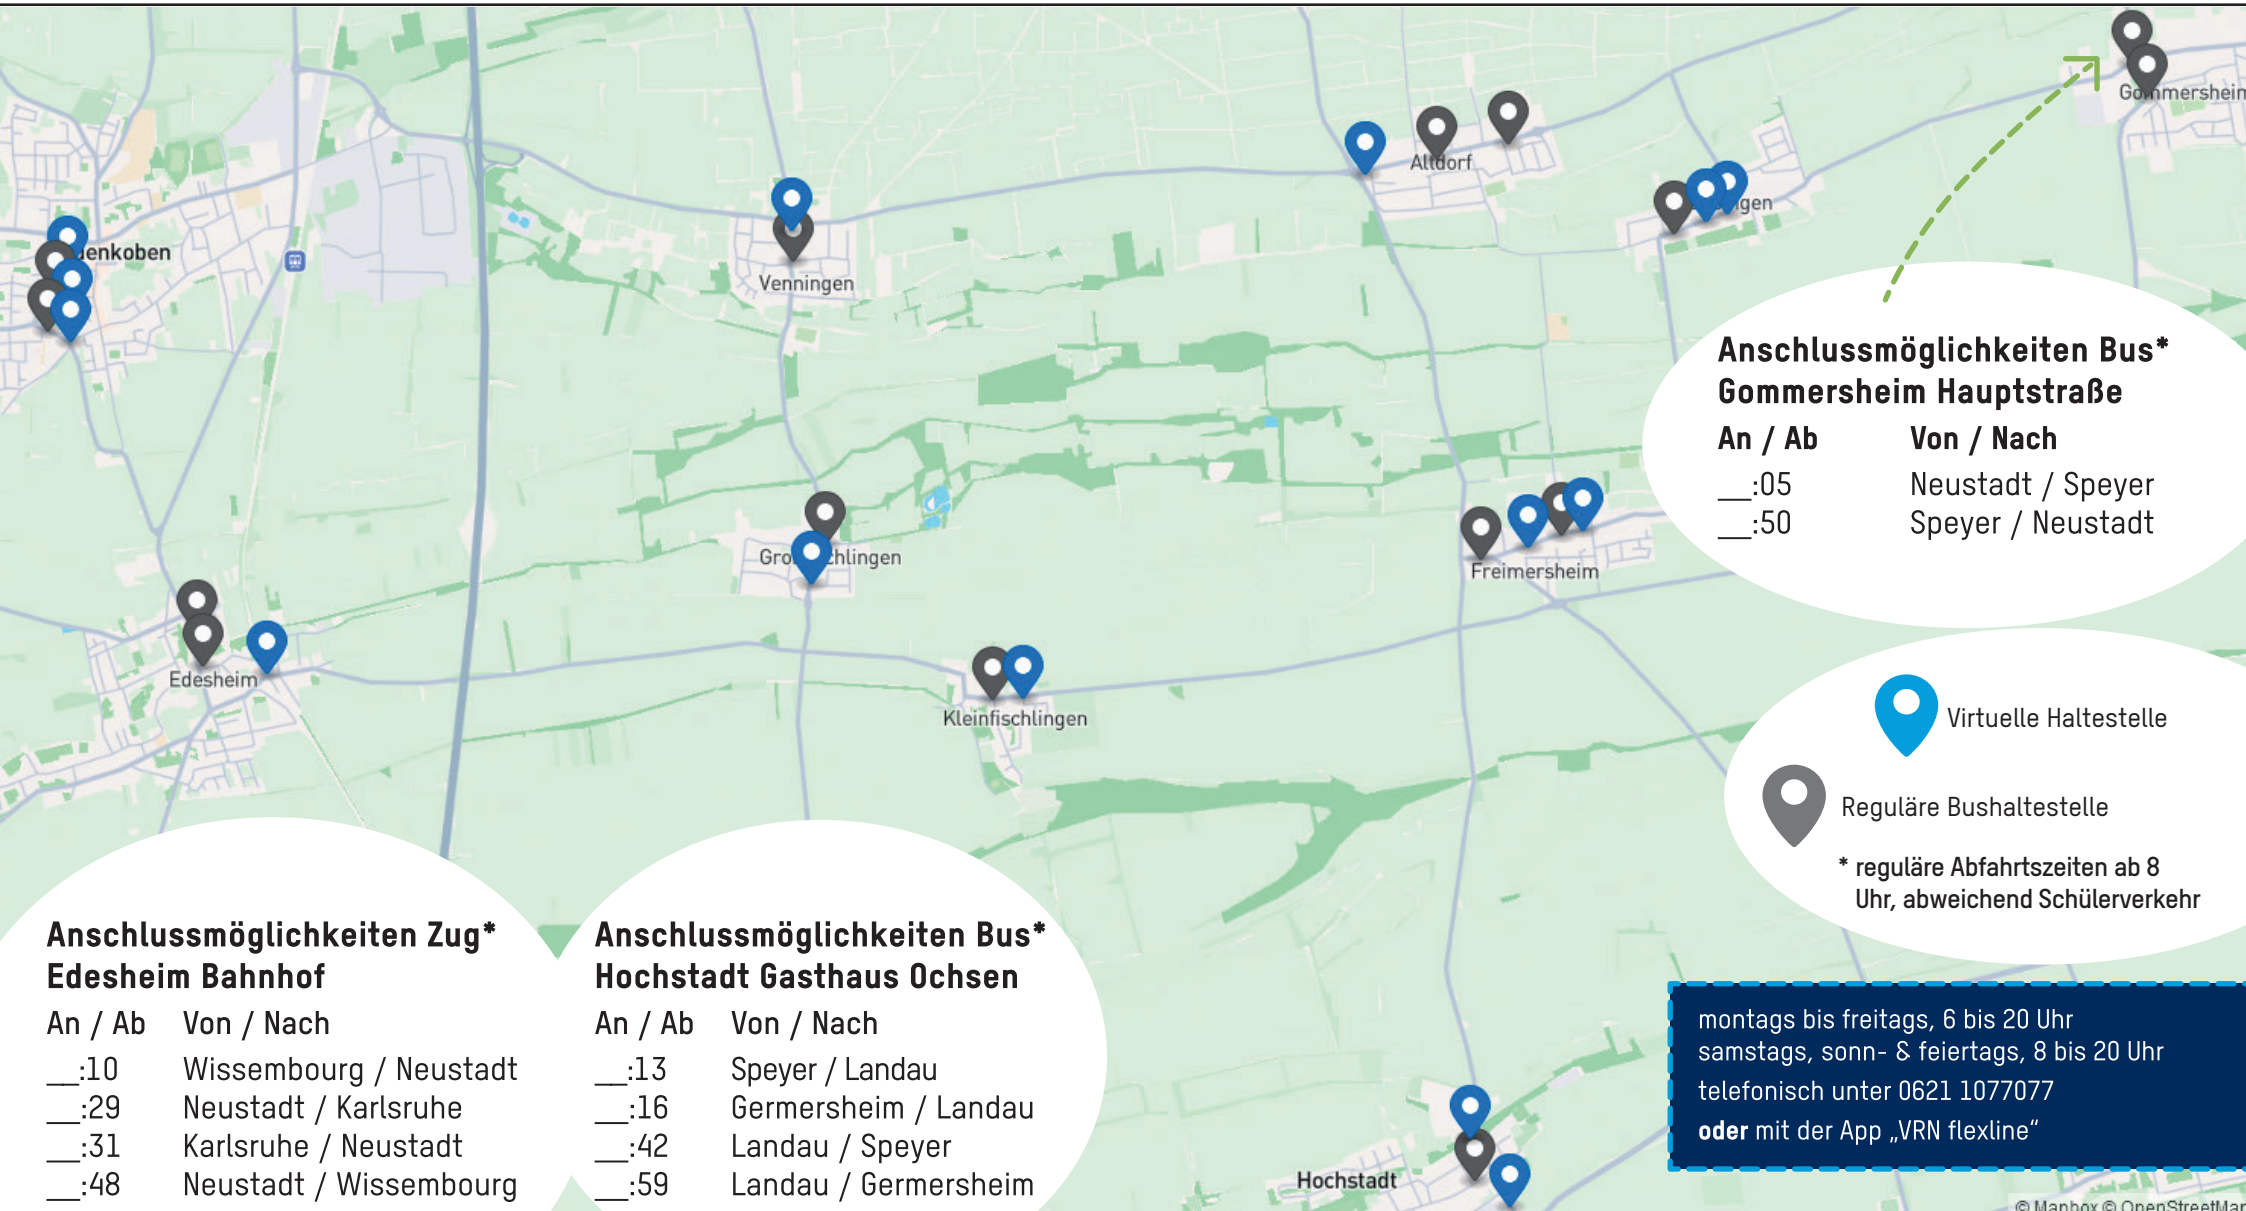 Gommersheim
Altdorf
Venningen
Freimersheim
Edesheim
Kleinfischlingen
Hochstadt
Anschlussmöglichkeiten Bus*
Gommersheim Hauptstraße
An / Ab Von / Nach
__:05 Neustadt / Speyer
__:50 Speyer / Neustadt
Virtuelle Haltestelle
Reguläre Bushaltestelle
* reguläre Abfahrtszeiten ab 8
Uhr, abweichend Schülerverkehr
Anschlussmöglichkeiten Zug*
Edesheim Bahnhof
An / Ab Von / Nach
__:10 Wissembourg / Neustadt
__:29 Neustadt / Karlsruhe
__:31 Karlsruhe / Neustadt
__:48 Neustadt / Wissembourg
Anschlussmöglichkeiten Bus*
Hochstadt Gasthaus Ochsen
An / Ab Von / Nach
__:13 Speyer / Landau
__:16 Germersheim / Landau
__:42 Landau / Speyer
__:59 Landau / Germersheim
montags bis freitags, 6 bis 20 Uhr
samstags, sonn- & feiertags, 8 bis 20 Uhr
telefonisch unter 0621 1077077
oder mit der App „VRN flexline“
© Mapbox © OpenStreetMap